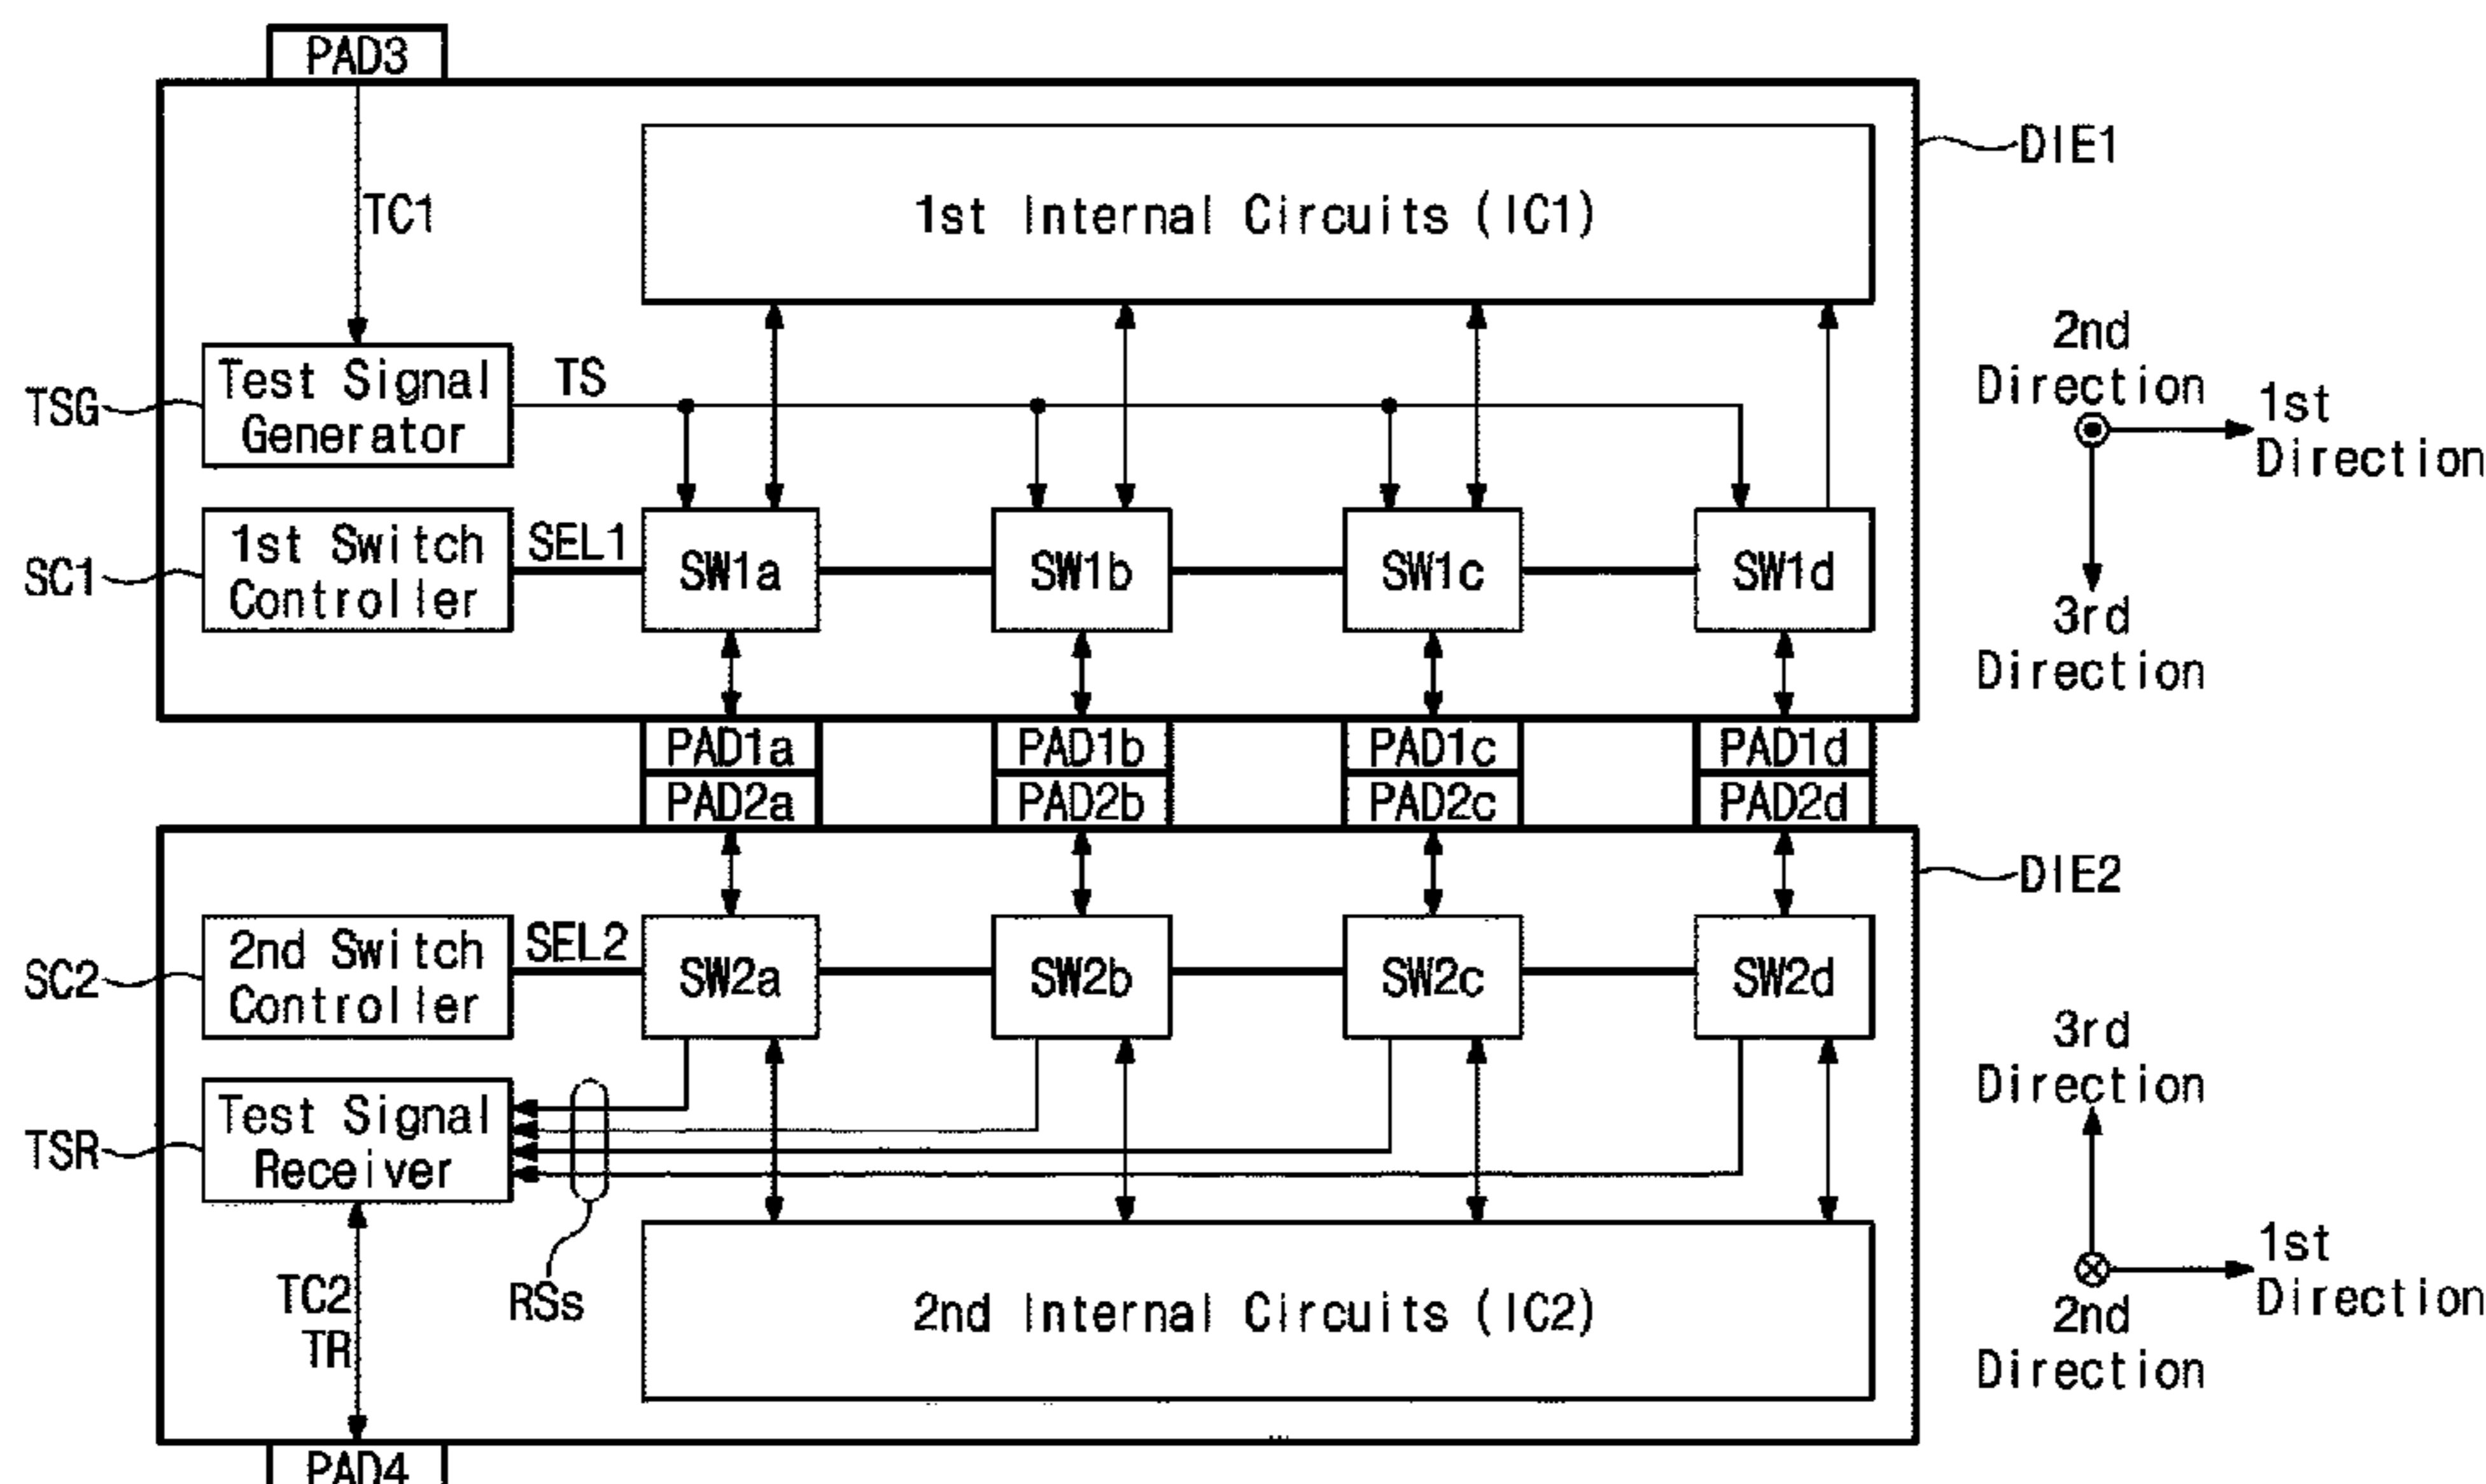 PAD3
DIE1
1st Internal Circuits (IC1)
TC1
2nd
Direction
1st
Direction
3rd
Direction
TSG
Test Signal
Generator
TS
SC1
1st Switch
Controller
SEL1
SW1a
SW1b
SW1c
SW1d
PAD1a
PAD1b
PAD1c
PAD1d
PAD2a
PAD2b
PAD2c
PAD2d
DIE2
SC2
2nd Switch
Controller
SEL2
SW2a
SW2b
SW2c
SW2d
TSR
Test Signal
Receiver
3rd
Direction
1st
Direction
2nd
Direction
TC2
TR
RSs
2nd Internal Circuits (IC2)
PAD4